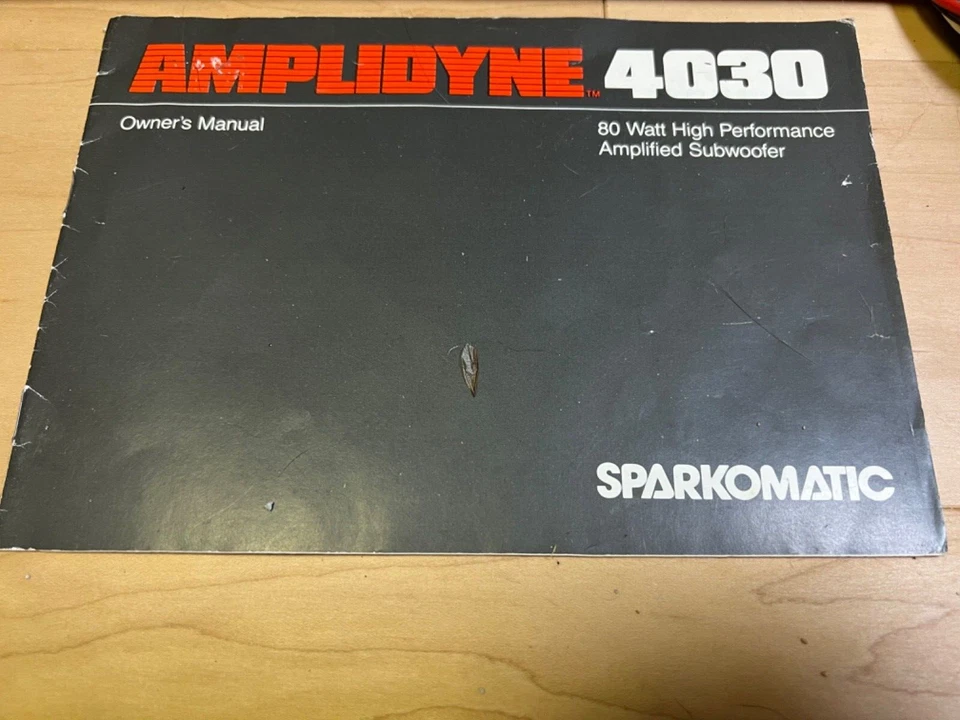 AMPLIDYNE™ 4030
Owner's Manual
80 Watt High Performance
Amplified Subwoofer
SPARKOMATIC